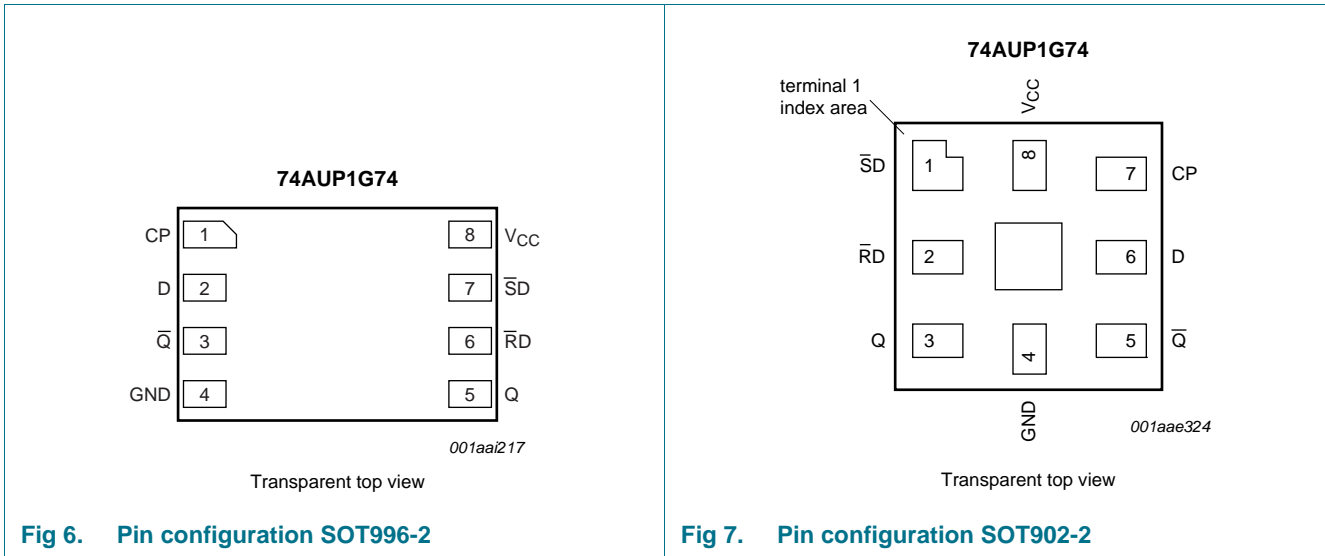 74AUP1G74
CP 1 8 VCC
D 2 7 S̅D
Q̅ 3 6 R̅D
GND 4 5 Q
001aai217
Transparent top view
Fig 6. Pin configuration SOT996-2
74AUP1G74
terminal 1
index area
VCC
S̅D 1 8 7 CP
R̅D 2 6 D
Q 3 4 5 Q̅
GND
001aae324
Transparent top view
Fig 7. Pin configuration SOT902-2